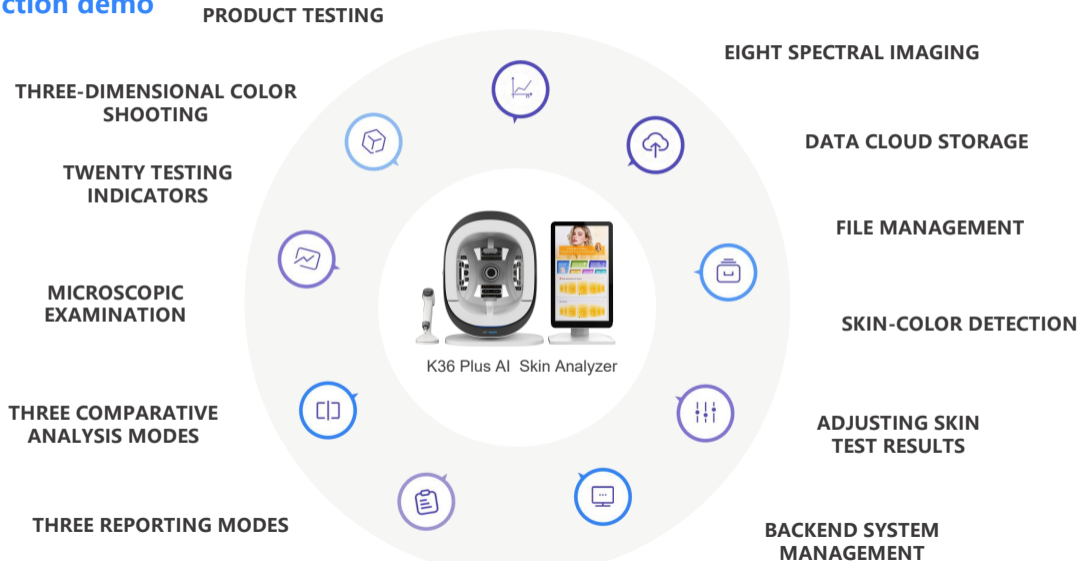 ction demo
PRODUCT TESTING
EIGHT SPECTRAL IMAGING
THREE-DIMENSIONAL COLOR
SHOOTING
DATA CLOUD STORAGE
TWENTY TESTING
INDICATORS
FILE MANAGEMENT
MICROSCOPIC
EXAMINATION
SKIN-COLOR DETECTION
K36 Plus AI Skin Analyzer
THREE COMPARATIVE
ANALYSIS MODES
ADJUSTING SKIN
TEST RESULTS
THREE REPORTING MODES
BACKEND SYSTEM
MANAGEMENT